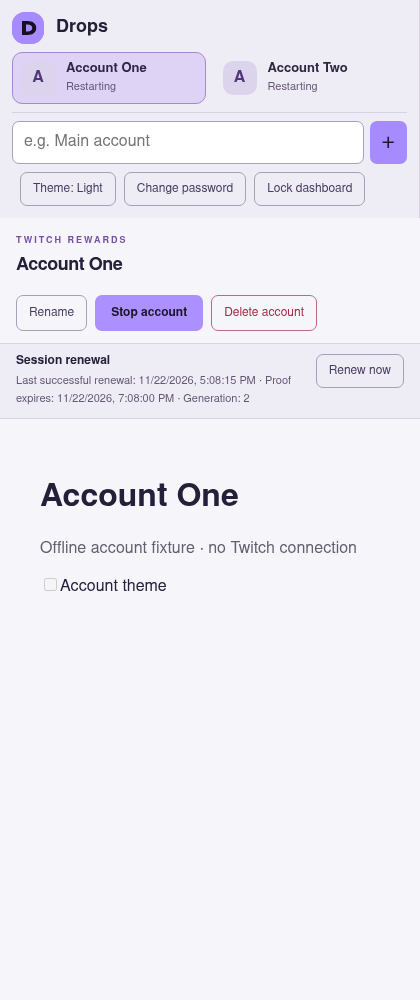 D Drops
A Account One
Restarting
A Account Two
Restarting
e.g. Main account
+
Theme: Light Change password Lock dashboard
TWITCH REWARDS
Account One
Rename Stop account Delete account
Session renewal
Last successful renewal: 11/22/2026, 5:08:15 PM · Proof
expires: 11/22/2026, 7:08:00 PM · Generation: 2
Renew now
Account One
Offline account fixture · no Twitch connection
Account theme